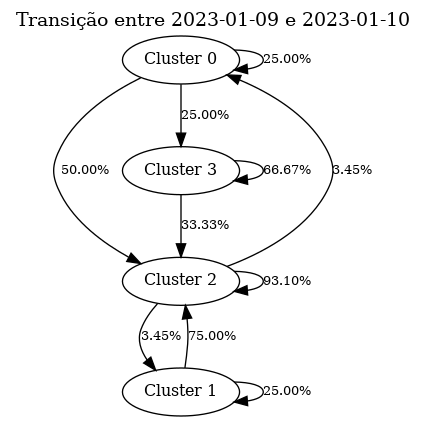 Transição entre 2023-01-09 e 2023-01-10
Cluster 0
25.00%
25.00%
50.00%
Cluster 3
66.67%
3.45%
33.33%
Cluster 2
93.10%
3.45%
75.00%
Cluster 1
25.00%